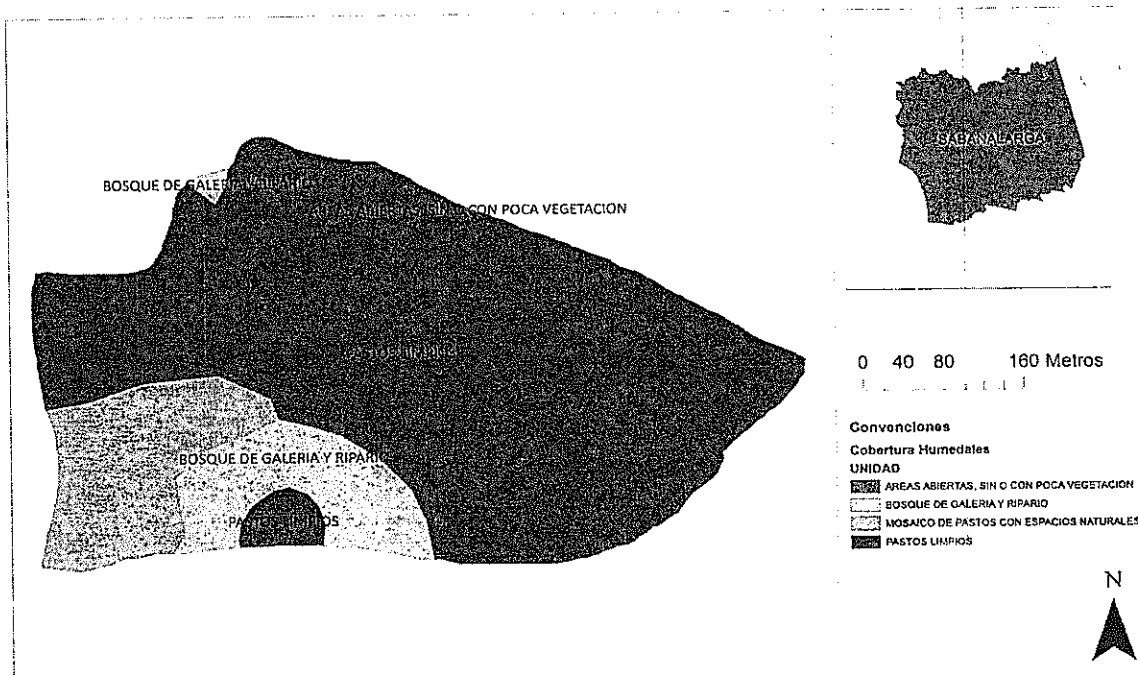 SABANALARGA
BOSQUE DE GALERIA Y RIPARIO
SIN O CON POCA VEGETACION
0 40 80 160 Metros
Convenciones
Cobertura Humedales
UNIDAD
AREAS ABIERTAS, SIN O CON POCA VEGETACION
BOSQUE DE GALERIA Y RIPARIO
MOSAICO DE PASTOS CON ESPACIOS NATURALES
PASTOS LIMPIOS
BOSQUE DE GALERIA Y RIPARIO
PASTOS LIMPIOS
N